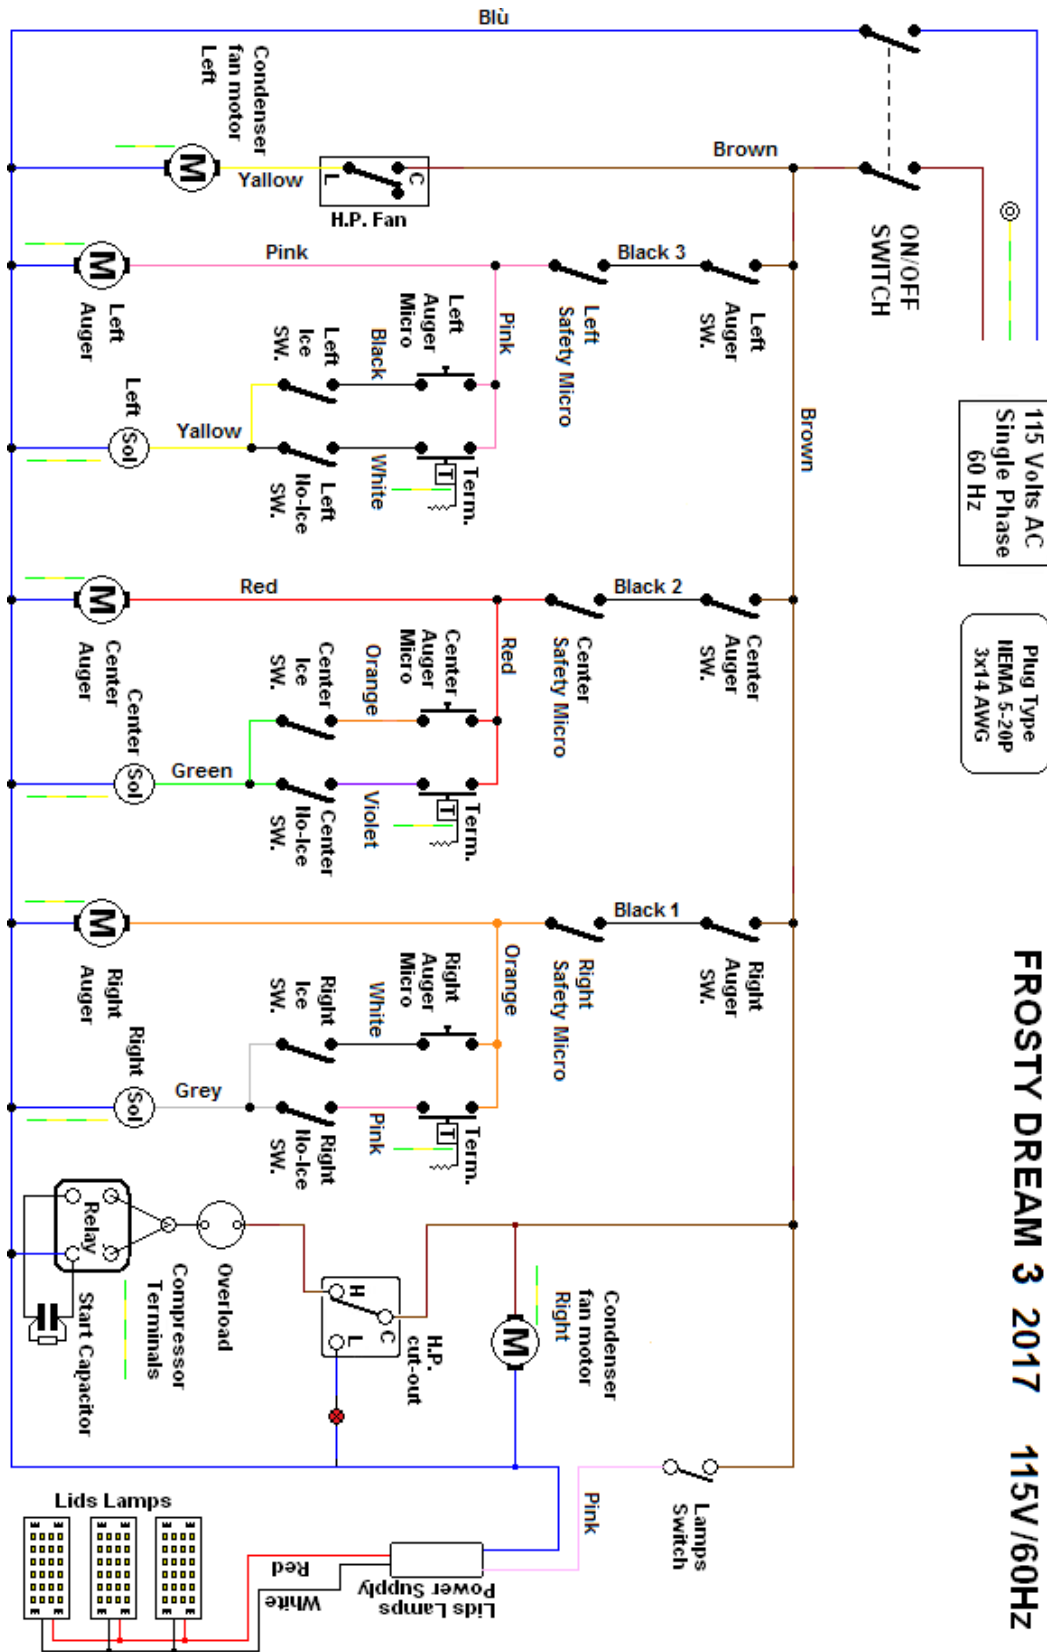 Blù
Condenser
fan motor
Left
Yallow
L
C
H.P. Fan
Brown
ON/OFF
SWITCH
M
Pink
Black 3
Left
Auger
Left
Safety Micro
Left
Auger
SW.
Pink
Left
Auger
Micro
Black
Left
Ice
SW.
M
Left
Sol
Yallow
White
Left
No-Ice
SW.
T
Term.
Brown
115 Volts AC
Single Phase
60 Hz
Plug Type
NEMA 5-20P
3x14 AWG
M
Red
Black 2
Center
Auger
Center
Safety Micro
Center
Auger
SW.
Red
Center
Auger
Micro
Orange
Center
Ice
SW.
Center
Sol
Green
Violet
Center
No-Ice
SW.
T
Term.
M
Black 1
Right
Auger
Right
Safety Micro
Right
Auger
SW.
Orange
Right
Auger
Micro
White
Right
Ice
SW.
Right
Sol
Grey
Pink
Right
No-Ice
SW.
T
Term.
FROSTY DREAM 3 2017 115V/60Hz
Relay
Start Capacitor
Compressor
Terminals
Overload
H
C
L
H.P.
cut-out
M
Condenser
fan motor
Right
Lamps
Switch
Pink
Lids Lamps
Red
White
Lids Lamps
Power Supply